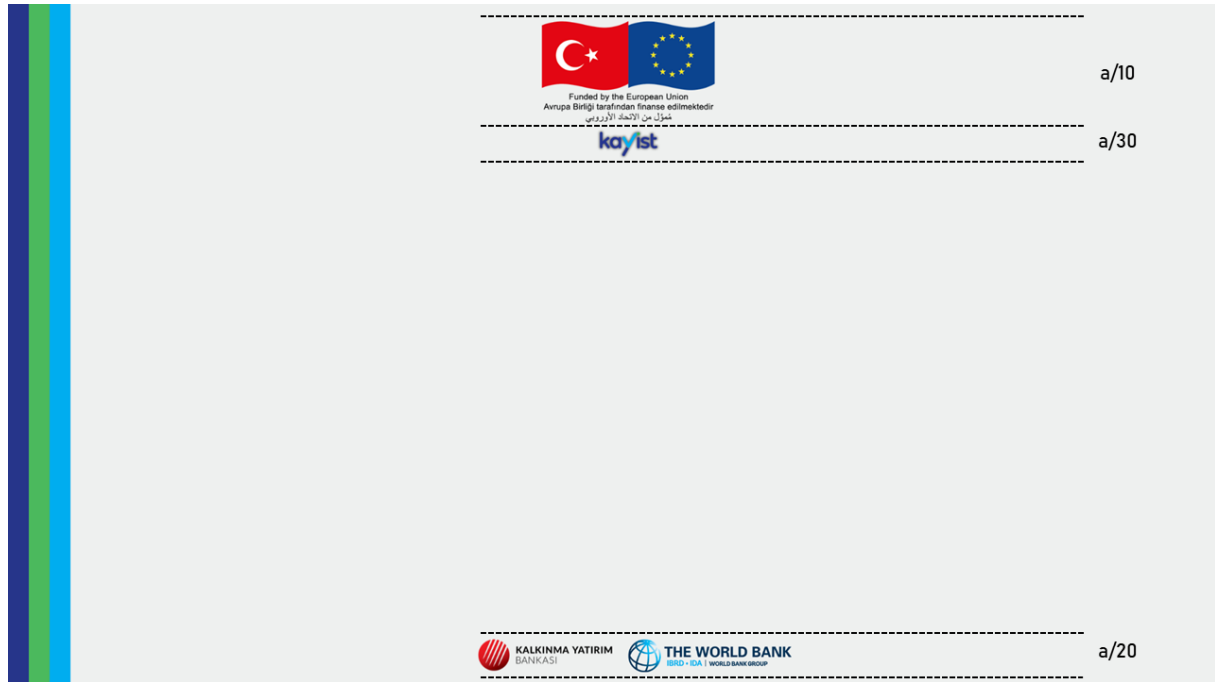 a/10
Funded by the European Union
Avrupa Birliği tarafından finanse edilmektedir
مُموَّل من الاتحاد الأوروبي
kayist
a/30
KALKINMA YATIRIM
BANKASI
THE WORLD BANK
IBRD • IDA | WORLD BANK GROUP
a/20